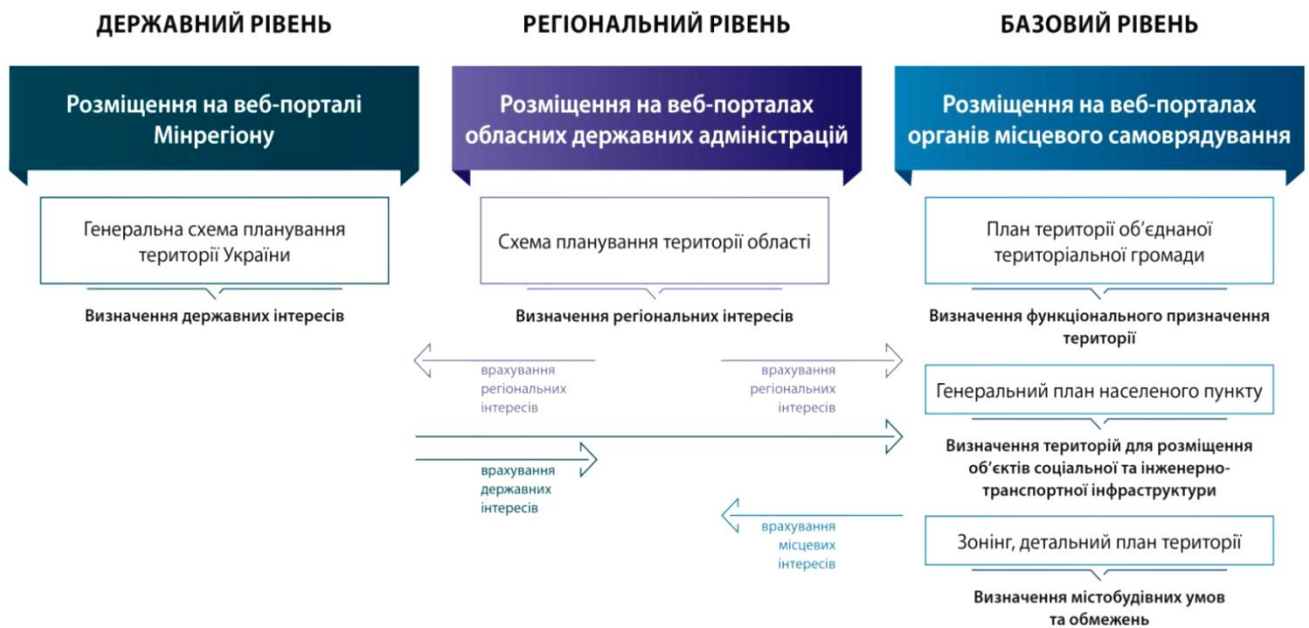 ДЕРЖАВНИЙ РІВЕНЬ
Розміщення на веб-порталі
Мінрегіону
Генеральна схема планування
території України
Визначення державних інтересів
РЕГІОНАЛЬНИЙ РІВЕНЬ
Розміщення на веб-порталах
обласних державних адміністрацій
Схема планування території області
Визначення регіональних інтересів
врахування
регіональних
інтересів
врахування
регіональних
інтересів
врахування
державних
інтересів
врахування
місцевих
інтересів
БАЗОВИЙ РІВЕНЬ
Розміщення на веб-порталах
органів місцевого самоврядування
План території об’єднаної
територіальної громади
Визначення функціонального призначення
території
Генеральний план населеного пункту
Визначення територій для розміщення
об’єктів соціальної та інженерно-
транспортної інфраструктури
Зонінг, детальний план території
Визначення містобудівних умов
та обмежень